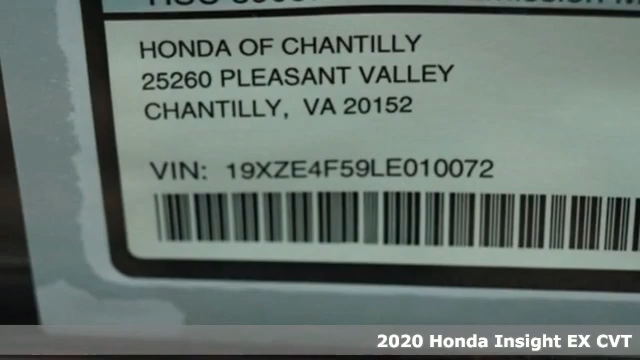 HONDA OF CHANTILLY
25260 PLEASANT VALLEY
CHANTILLY, VA 20152
VIN: 19XZE4F59LE010072
2020 Honda Insight EX CVT